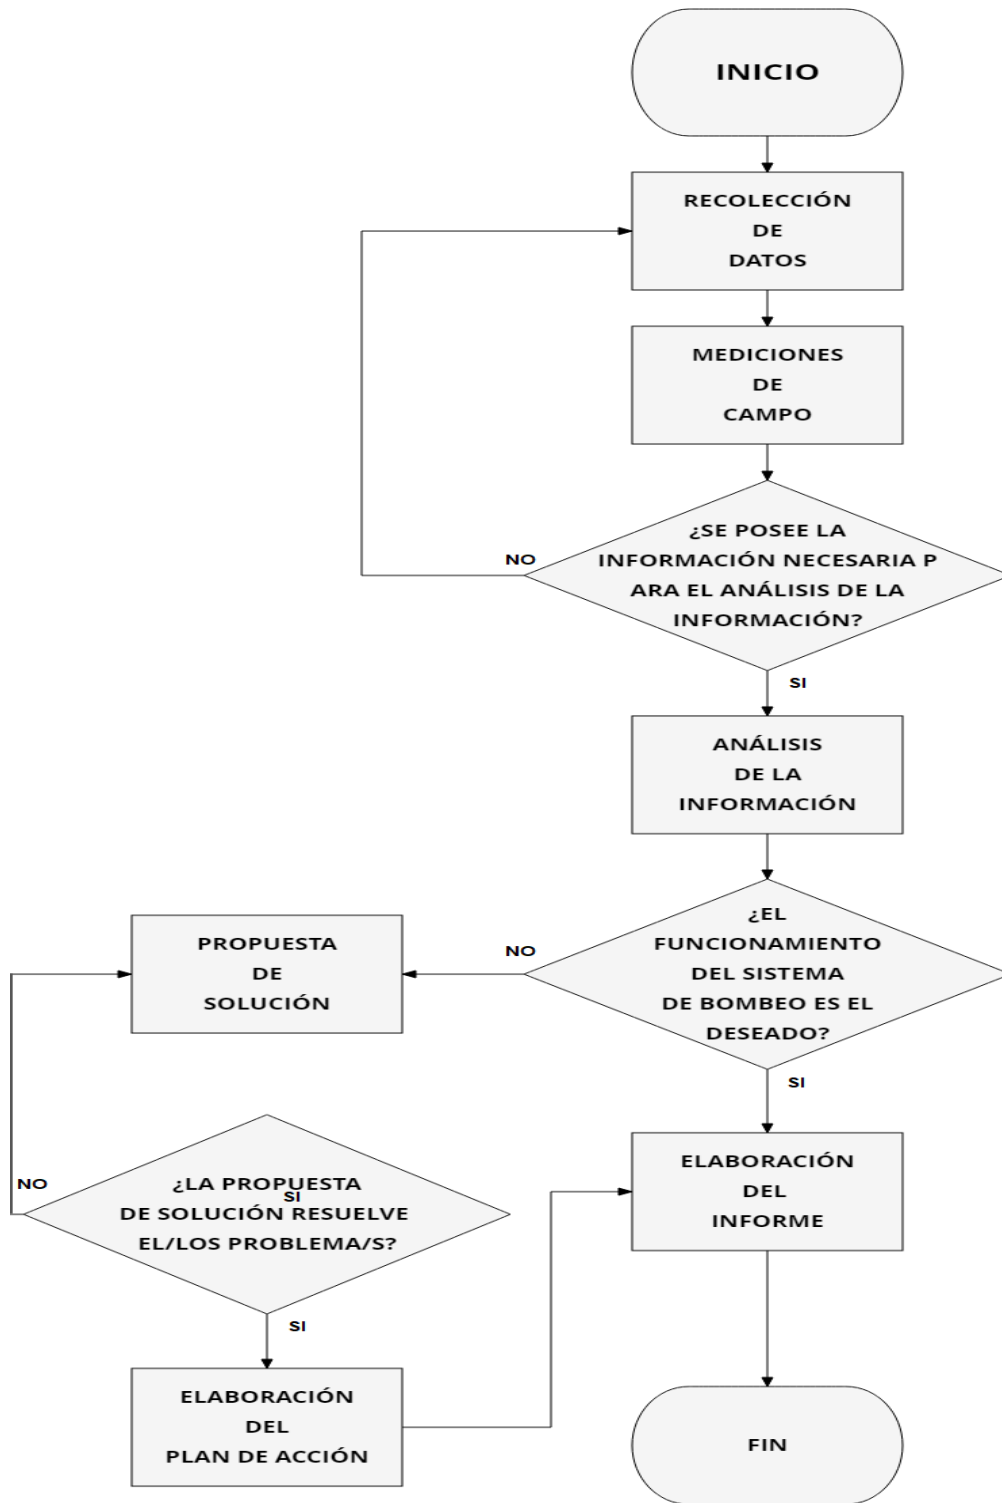 INICIO
RECOLECCIÓN
DE
DATOS
MEDICIONES
DE
CAMPO
¿SE POSEE LA
INFORMACIÓN NECESARIA P
ARA EL ANÁLISIS DE LA
INFORMACIÓN?
NO
SI
ANÁLISIS
DE LA
INFORMACIÓN
¿EL
FUNCIONAMIENTO
DEL SISTEMA
DE BOMBEO ES EL
DESEADO?
NO
SI
PROPUESTA
DE
SOLUCIÓN
¿LA PROPUESTA
SI
DE SOLUCIÓN RESUELVE
EL/LOS PROBLEMA/S?
NO
SI
ELABORACIÓN
DEL
PLAN DE ACCIÓN
ELABORACIÓN
DEL
INFORME
FIN